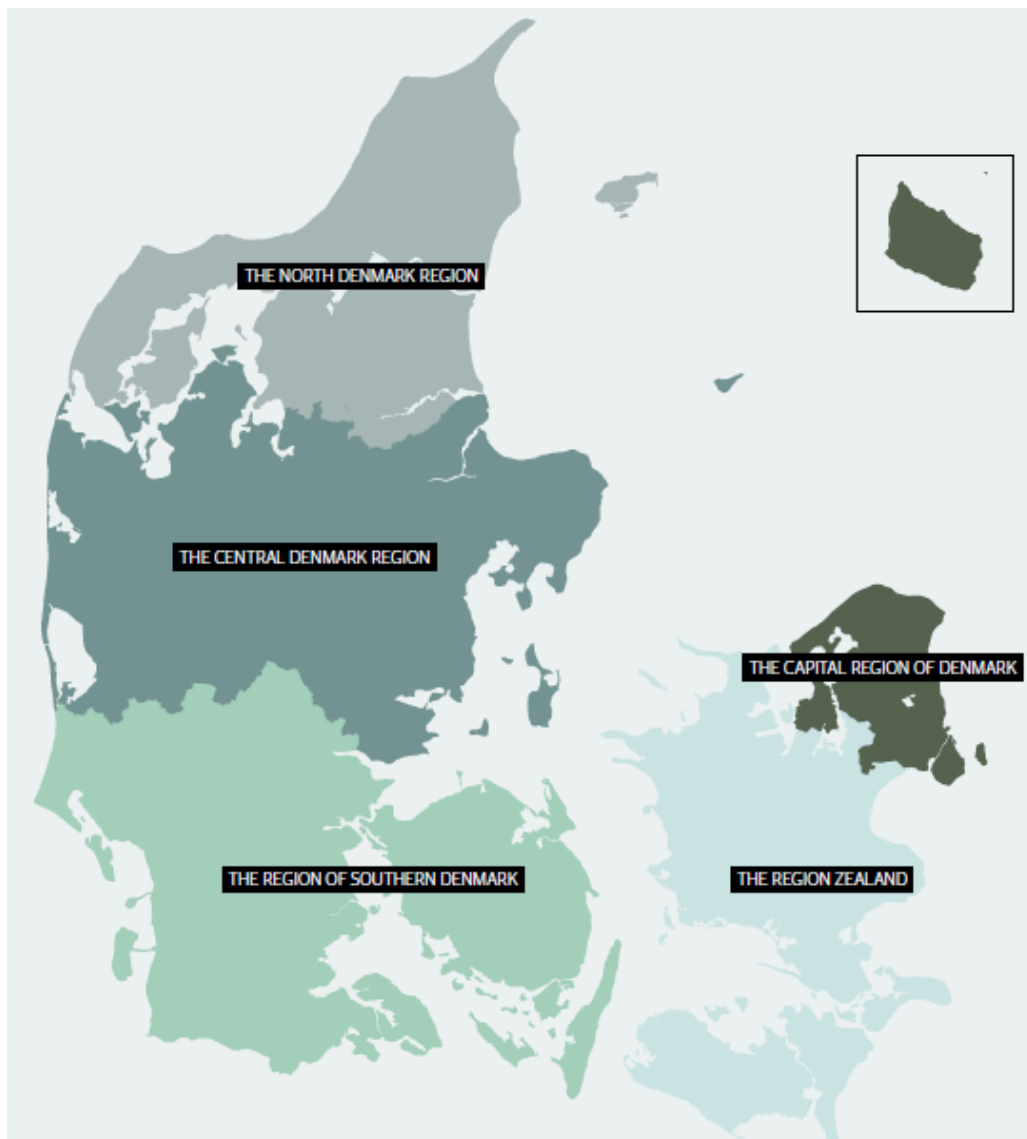 THE NORTH DENMARK REGION
THE CENTRAL DENMARK REGION
THE CAPITAL REGION OF DENMARK
THE REGION OF SOUTHERN DENMARK
THE REGION ZEALAND